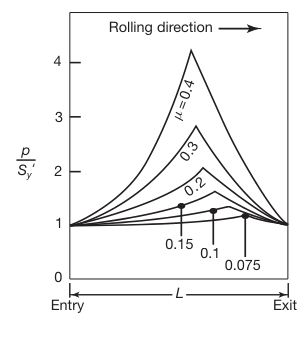 Rolling direction
4
3
2
1
0
p
S'y
μ = 0.4
0.3
0.2
0.15
0.1
0.075
L
Entry
Exit